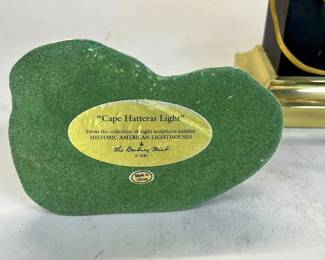 "Cape Hatteras Light"
From the collection of eight sculptures entitled
HISTORIC AMERICAN LIGHTHOUSES
&
the Danbury Mint
© MBI
Made in
China